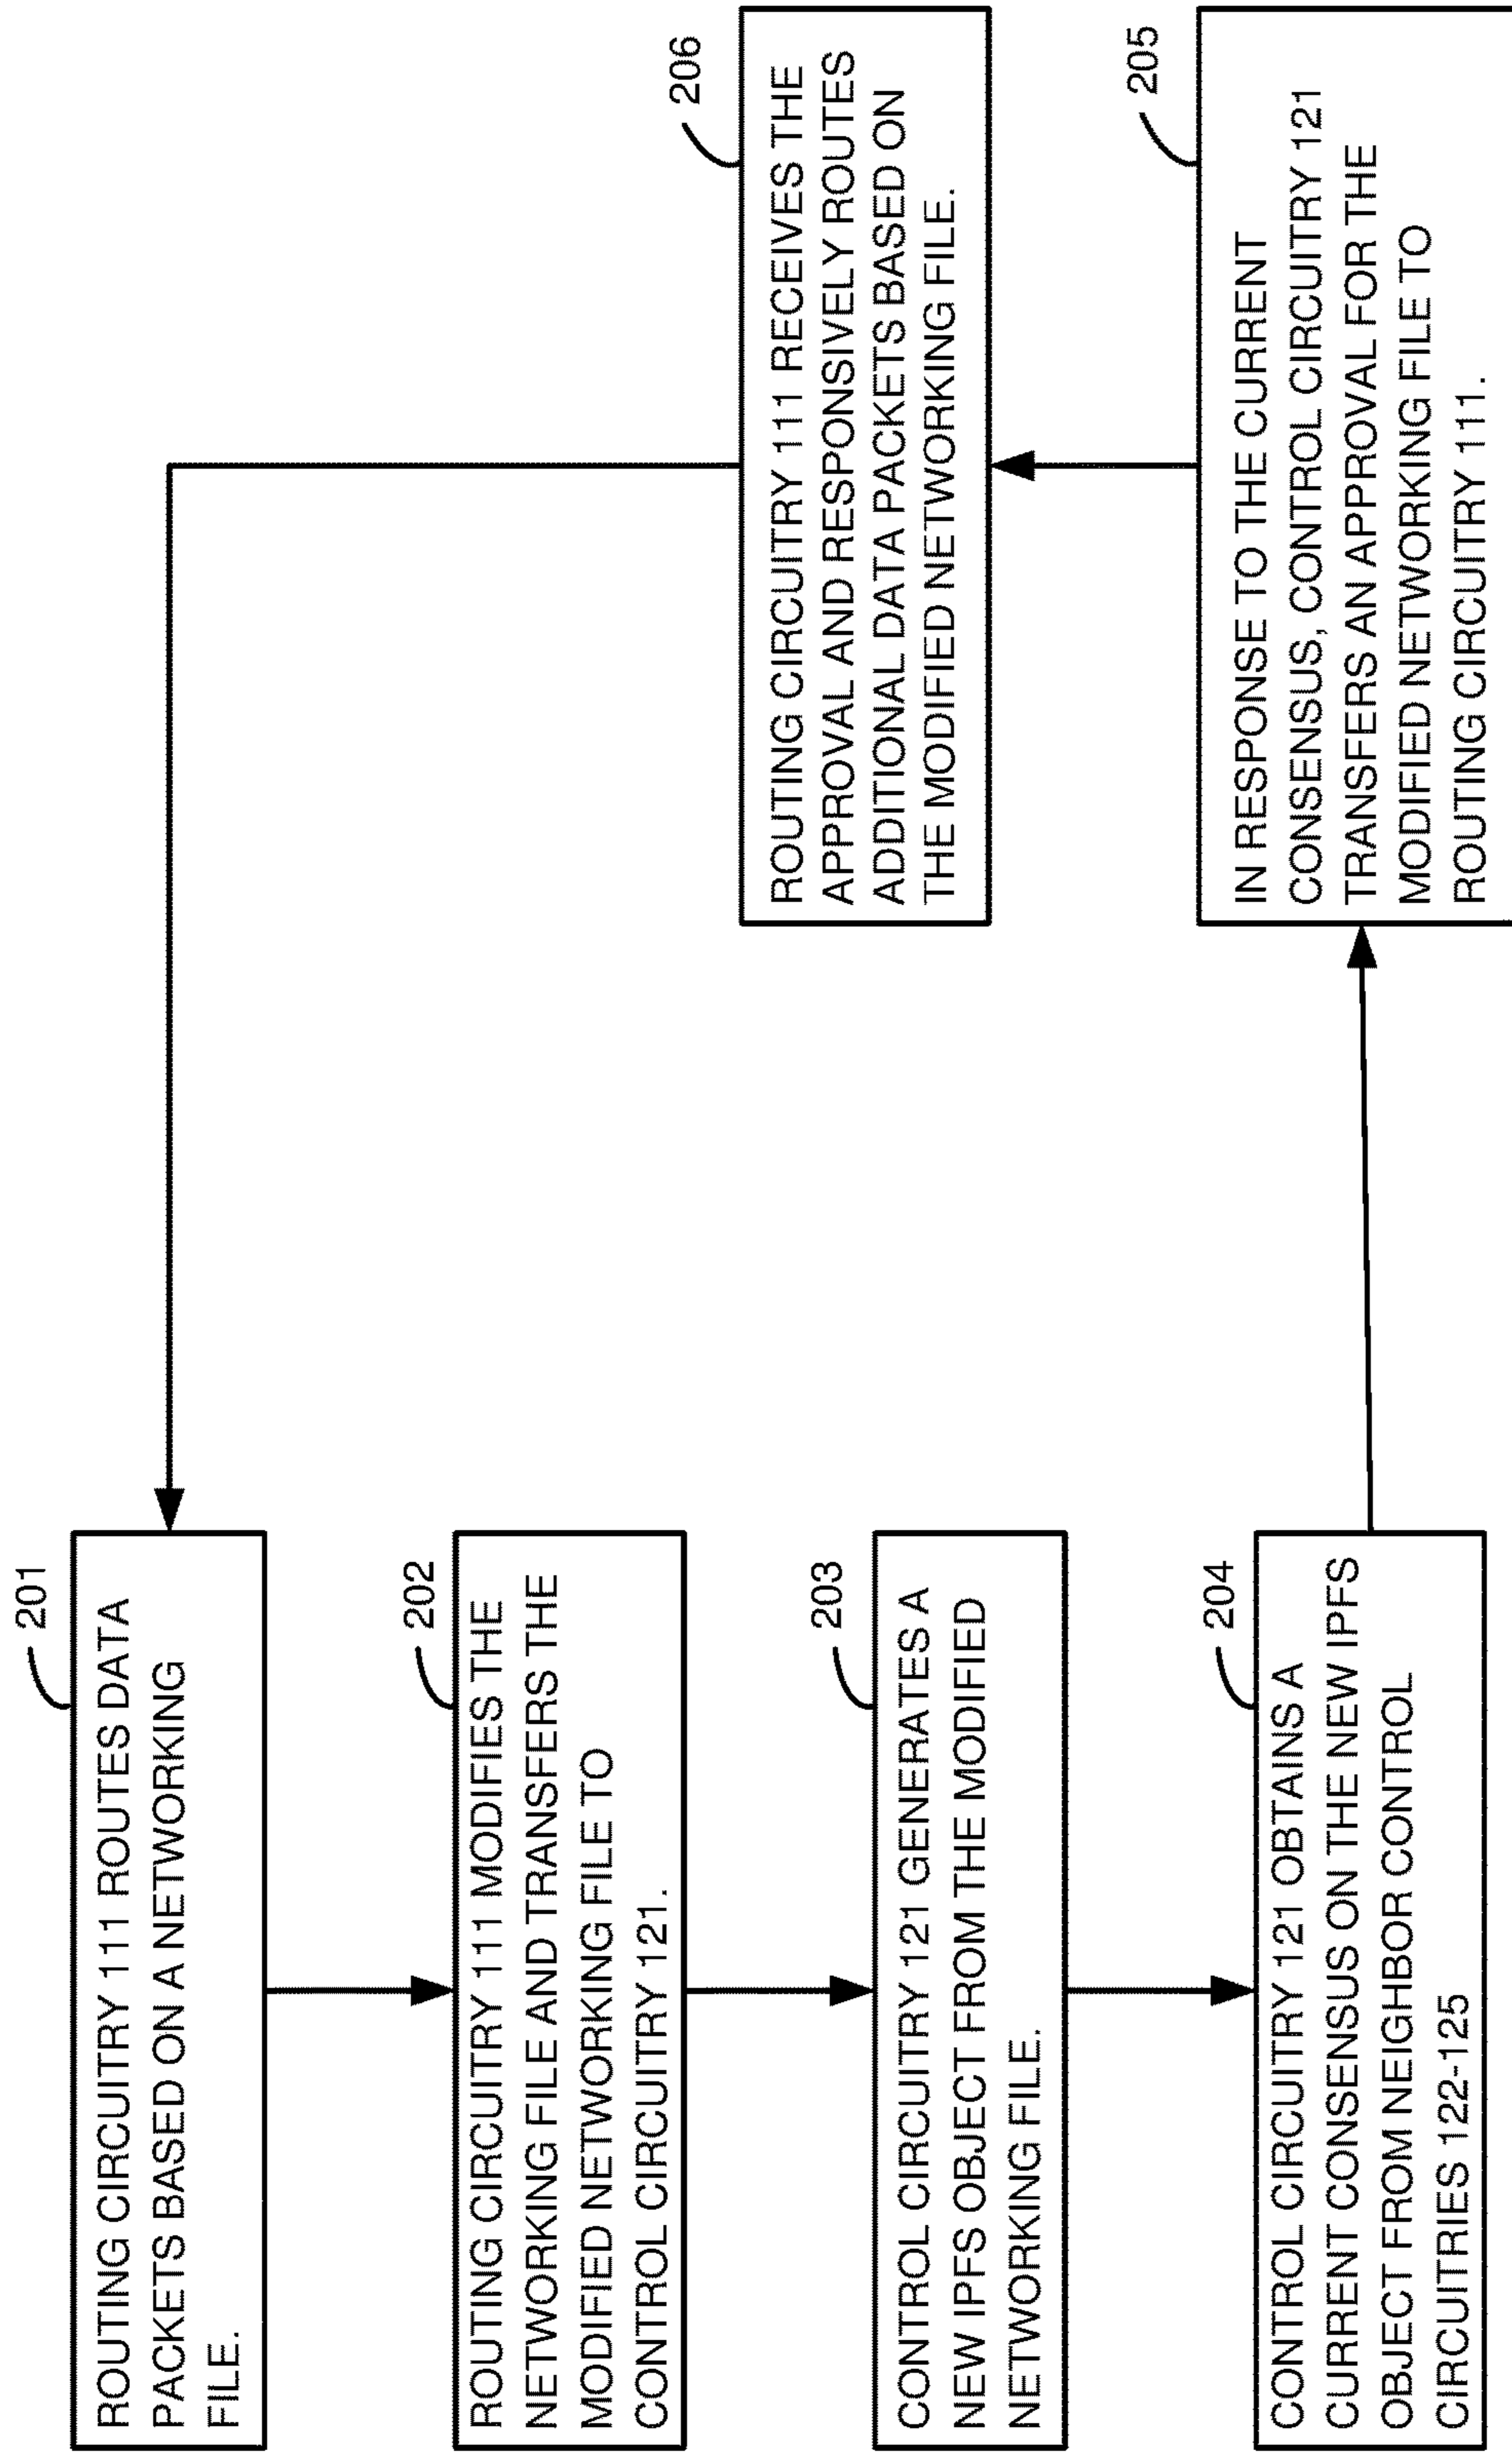 201
ROUTING CIRCUITRY 111 ROUTES DATA
PACKETS BASED ON A NETWORKING
FILE.
202
ROUTING CIRCUITRY 111 MODIFIES THE
NETWORKING FILE AND TRANSFERS THE
MODIFIED NETWORKING FILE TO
CONTROL CIRCUITRY 121.
203
CONTROL CIRCUITRY 121 GENERATES A
NEW IPFS OBJECT FROM THE MODIFIED
NETWORKING FILE.
204
CONTROL CIRCUITRY 121 OBTAINS A
CURRENT CONSENSUS ON THE NEW IPFS
OBJECT FROM NEIGHBOR CONTROL
CIRCUITRIES 122-125
205
IN RESPONSE TO THE CURRENT
CONSENSUS, CONTROL CIRCUITRY 121
TRANSFERS AN APPROVAL FOR THE
MODIFIED NETWORKING FILE TO
ROUTING CIRCUITRY 111.
206
ROUTING CIRCUITRY 111 RECEIVES THE
APPROVAL AND RESPONSIVELY ROUTES
ADDITIONAL DATA PACKETS BASED ON
THE MODIFIED NETWORKING FILE.